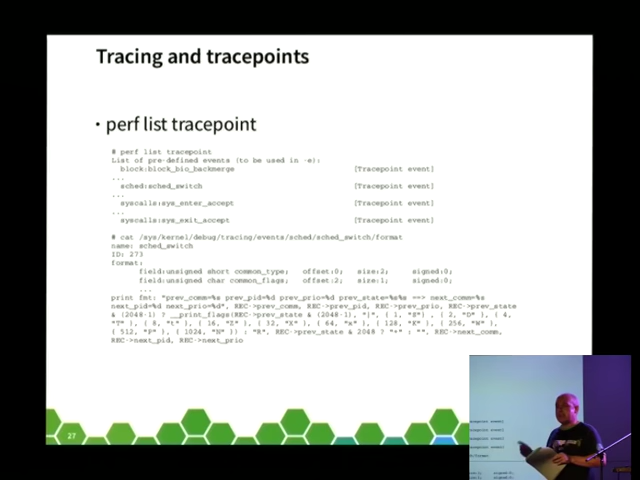 Tracing and tracepoints
• perf list tracepoint
# perf list tracepoint
List of pre-defined events (to be used in -e):
block:block_bio_backmerge [Tracepoint event]
...
sched:sched_switch [Tracepoint event]
...
syscalls:sys_enter_accept [Tracepoint event]
...
syscalls:sys_exit_accept [Tracepoint event]
# cat /sys/kernel/debug/tracing/events/sched/sched_switch/format
name: sched_switch
ID: 273
format:
field:unsigned short common_type; offset:0; size:2; signed:0;
field:unsigned char common_flags; offset:2; size:1; signed:0;
...
print fmt: "prev_comm=%s prev_pid=%d prev_prio=%d prev_state=%s%s ==> next_comm=%s
next_pid=%d next_prio=%d", REC->prev_comm, REC->prev_pid, REC->prev_prio, REC->prev_state
& (2048-1) ? __print_flags(REC->prev_state & (2048-1), "|", { 1, "S"} , { 2, "D" }, { 4,
"T" }, { 8, "t" }, { 16, "Z" }, { 32, "X" }, { 64, "x" }, { 128, "K" }, { 256, "W" },
{ 512, "P" }, { 1024, "N" }) : "R", REC->prev_state & 2048 ? "+" : "", REC->next_comm,
REC->next_pid, REC->next_prio
27